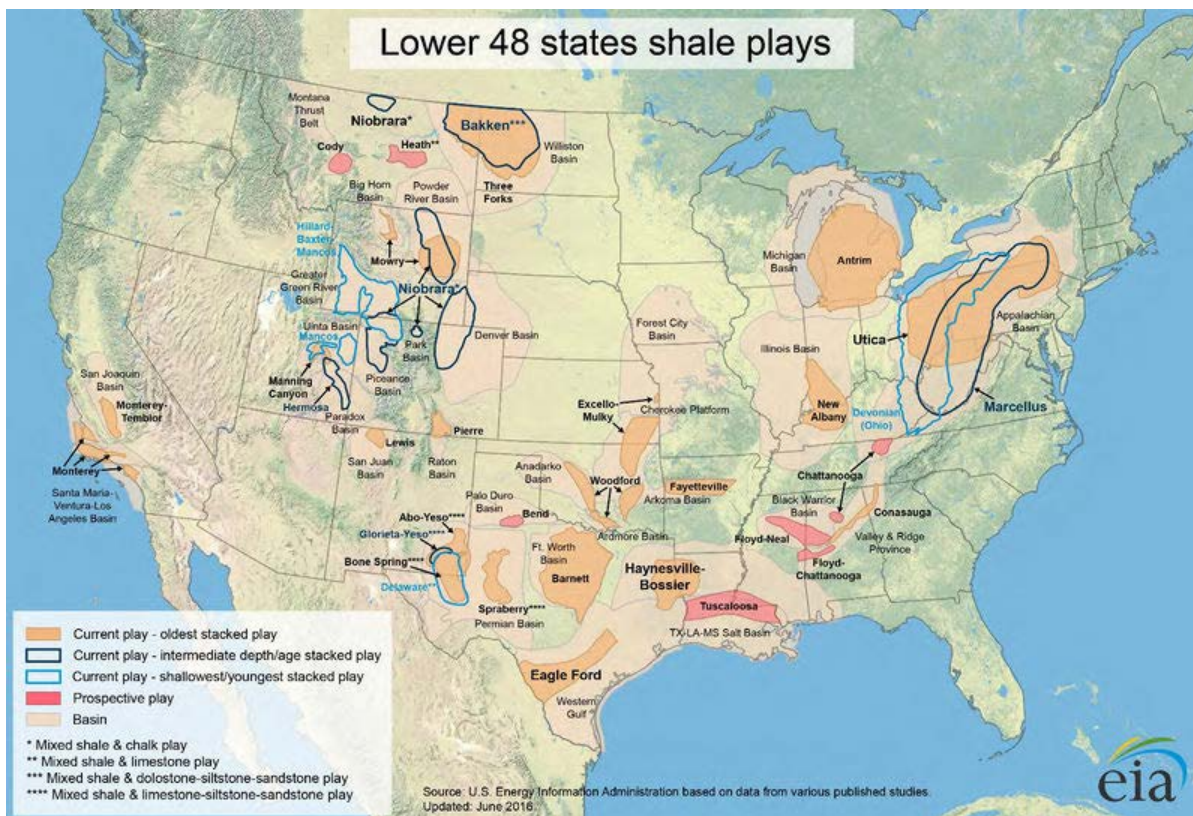 Lower 48 states shale plays
Montana
Thrust
Belt
Niobrara*
Bakken***
Cody
Heath**
Williston
Basin
Big Horn
Basin
Powder
River Basin
Three
Forks
Hillard-
Baxter-
Mancos
Mowry
Greater
Green River
Basin
Niobrara*
Michigan
Basin
Antrim
Uinta Basin
Mancos
Park
Basin
Denver Basin
Forest City
Basin
Illinois Basin
Utica
Appalachian
Basin
San Joaquin
Basin
Manning
Canyon
Piceance
Basin
Hermosa
Monterey-
Temblor
Paradox
Basin
Excello-
Mulky
Cherokee Platform
New
Albany
Devonian
(Ohio)
Marcellus
Lewis
Pierre
Monterey
San Juan
Basin
Raton
Basin
Anadarko
Basin
Woodford
Fayetteville
Arkoma Basin
Chattanooga
Santa Maria-
Ventura-Los
Angeles Basin
Palo Duro
Basin
Bend
Black Warrior
Basin
Conasauga
Abo-Yeso****
Glorieta-Yeso****
Ardmore Basin
Floyd-Neal
Valley & Ridge
Province
Bone Spring****
Ft. Worth
Basin
Barnett
Haynesville-
Bossier
Floyd-
Chattanooga
Delaware**
Spraberry****
Permian Basin
Tuscaloosa
TX-LA-MS Salt Basin
Eagle Ford
Western
Gulf
Current play - oldest stacked play
Current play - intermediate depth/age stacked play
Current play - shallowest/youngest stacked play
Prospective play
Basin
* Mixed shale & chalk play
** Mixed shale & limestone play
*** Mixed shale & dolostone-siltstone-sandstone play
**** Mixed shale & limestone-siltstone-sandstone play
Source: U.S. Energy Information Administration based on data from various published studies.
Updated: June 2016.
eia